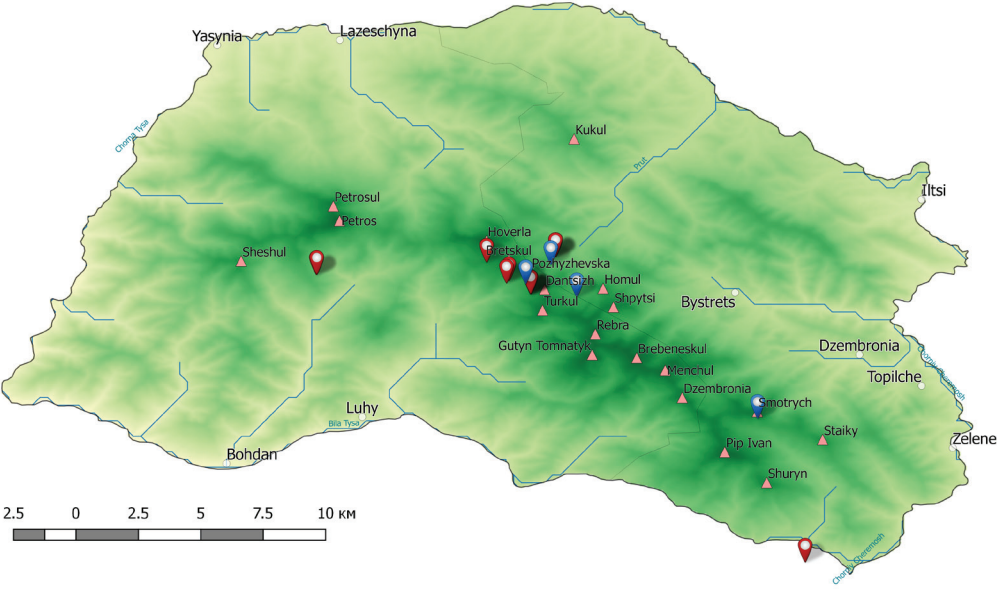 Yasynia
Lazeschyna
Chorna Tysa
Kukul
Prut
Iltsi
Petrosul
Petros
Sheshul
Hoverla
Bretskul
Pozhyzhevska
Dantsizh
Homul
Turkul
Shpytsi
Bystrets
Rebra
Gutyn Tomnatyk
Brebeneskul
Dzembronia
Menchul
Chornyi Cheremosh
Topilche
Dzembronia
Smotrych
Luhy
Bila Tysa
Staiky
Zelene
Pip Ivan
Bohdan
Shuryn
2.5 0 2.5 5 7.5 10 км
Cheremosh